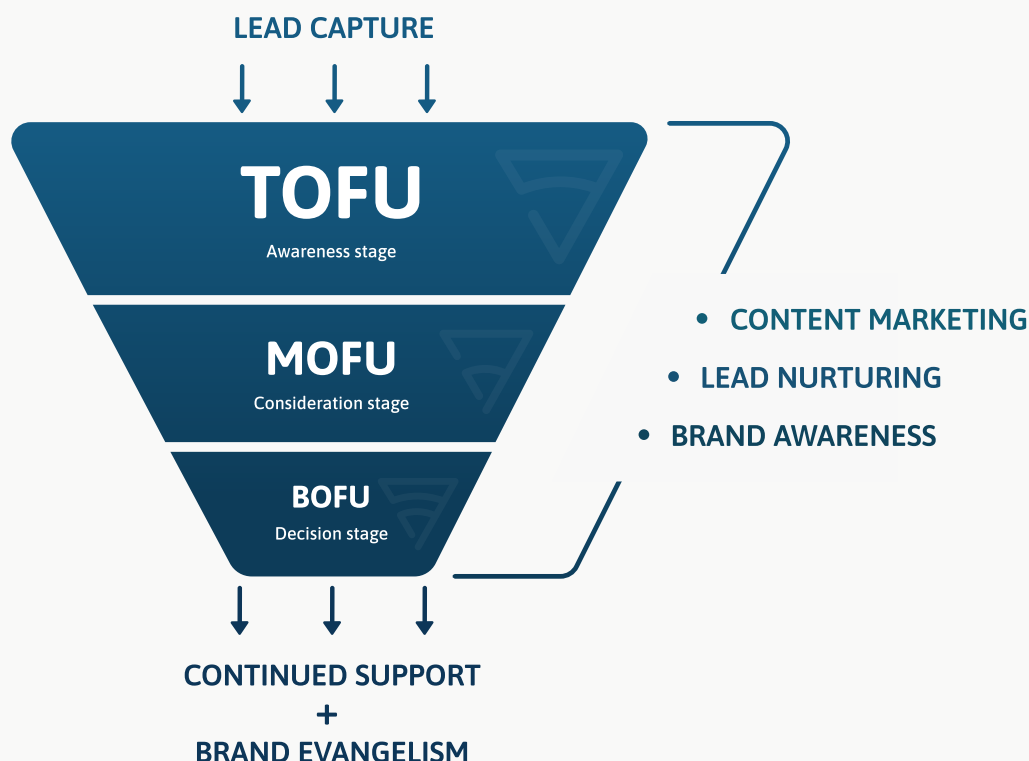 LEAD CAPTURE
TOFU
Awareness stage
MOFU
Consideration stage
BOFU
Decision stage
• CONTENT MARKETING
• LEAD NURTURING
• BRAND AWARENESS
CONTINUED SUPPORT
+
BRAND EVANGELISM